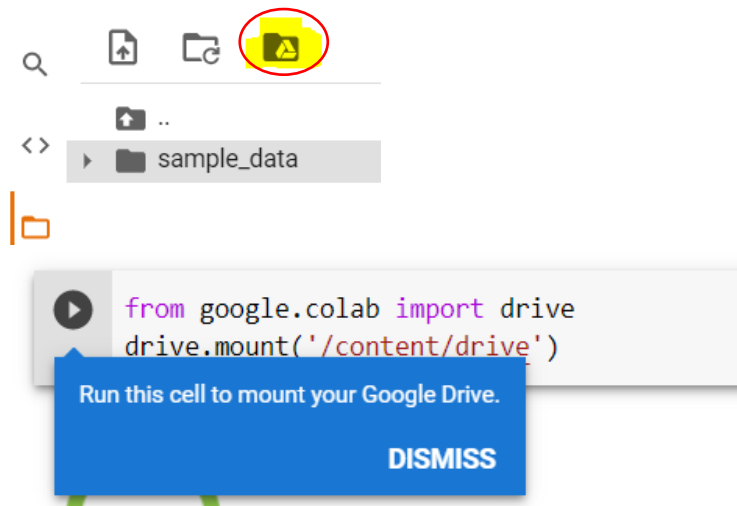 ..
sample_data
from google.colab import drive
drive.mount('/content/drive')
Run this cell to mount your Google Drive.
DISMISS